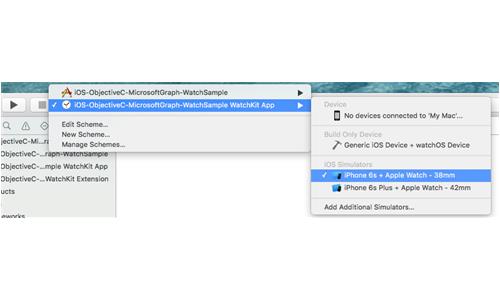 iOS-ObjectiveC-MicrosoftGraph-WatchSample
iOS-ObjectiveC-MicrosoftGraph-WatchSample WatchKit App
Edit Scheme...
New Scheme...
Manage Schemes...
Device
No devices connected to 'My Mac'...
Build Only Device
Generic iOS Device + watchOS Device
iOS Simulators
iPhone 6s + Apple Watch - 38mm
iPhone 6s Plus + Apple Watch - 42mm
Add Additional Simulators...
bjectiveC-Mi...ra
ObjectiveC-...raph-WatchSample
ObjectiveC-...mple WatchKit App
ObjectiveC-...WatchKit Extension
ucts
eworks